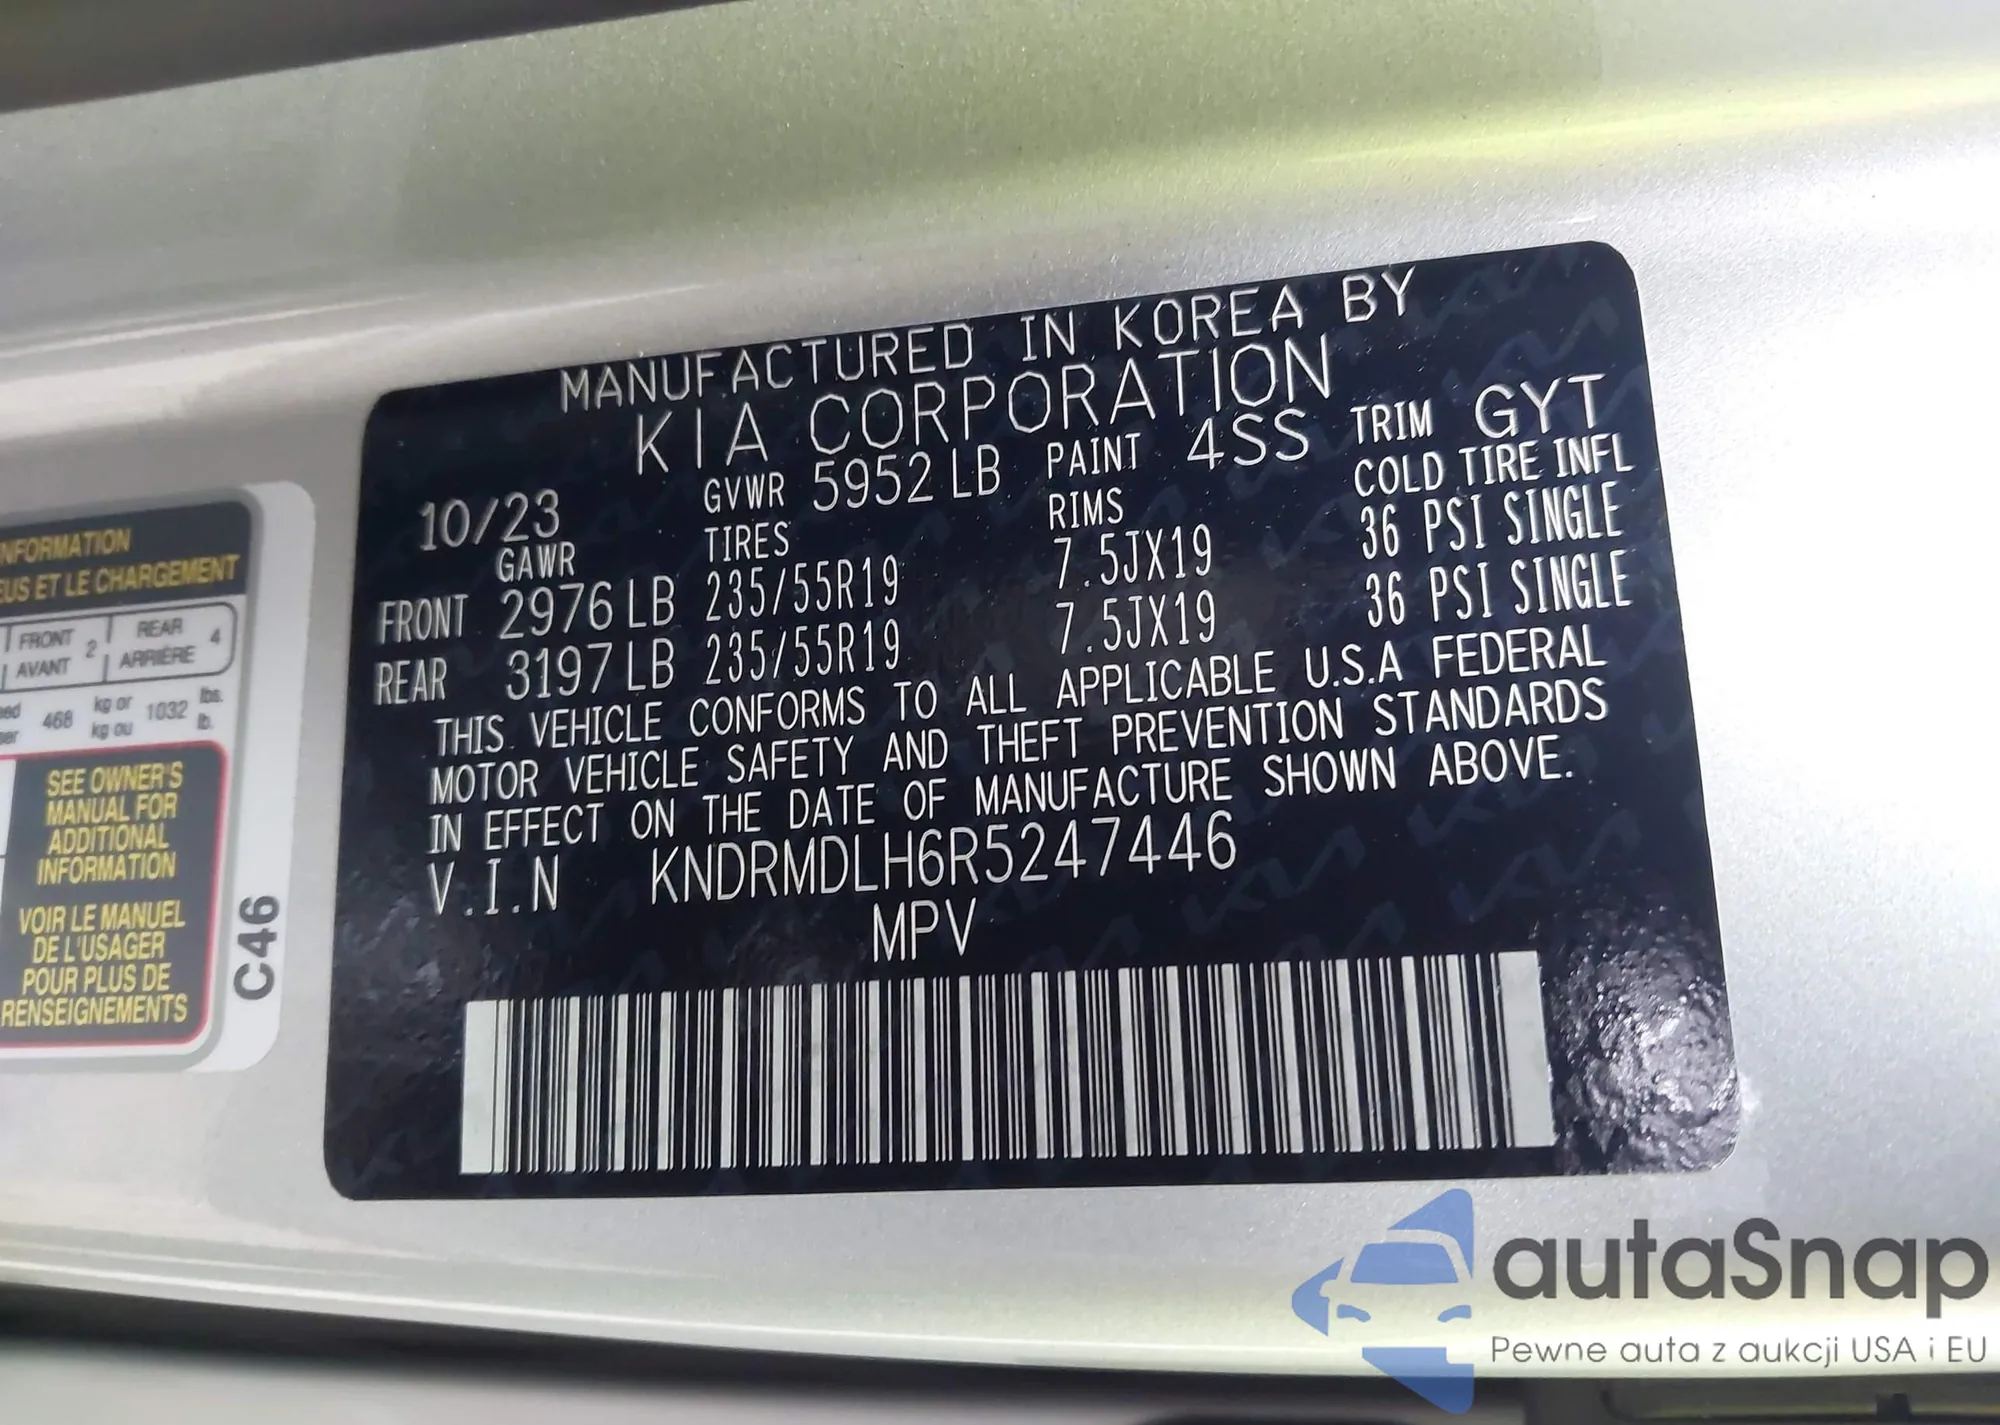 MANUFACTURED IN KOREA BY
KIA CORPORATION
10/23 GVWR 5952 LB PAINT 4SS TRIM GYT
GAWR TIRES RIMS COLD TIRE INFL
FRONT 2976 LB 235/55R19 7.5JX19 36 PSI SINGLE
REAR 3197 LB 235/55R19 7.5JX19 36 PSI SINGLE
THIS VEHICLE CONFORMS TO ALL APPLICABLE U.S.A FEDERAL
MOTOR VEHICLE SAFETY AND THEFT PREVENTION STANDARDS
IN EFFECT ON THE DATE OF MANUFACTURE SHOWN ABOVE.
V.I.N KNDRMDLH6R5247446
MPV
NFORMATION
EUS ET LE CHARGEMENT
FRONT 2 REAR 4
AVANT ARRIÈRE
468 kg or 1032 lbs.
kg ou lb.
SEE OWNER'S
MANUAL FOR
ADDITIONAL
INFORMATION
VOIR LE MANUEL
DE L'USAGER
POUR PLUS DE
RENSEIGNEMENTS
C46
autaSnap
Pewne auta z aukcji USA i EU